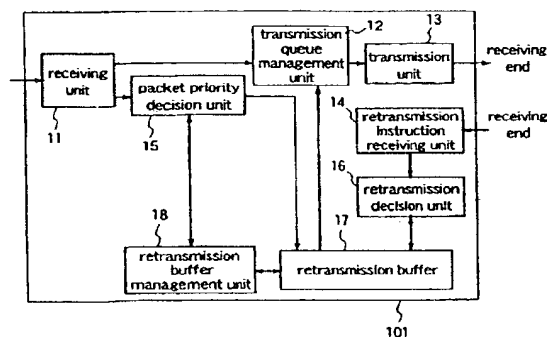 12
transmission
queue
management
unit
13
transmission
unit
receiving
end
receiving
unit
11
packet priority
decision unit
15
14
retransmission
instruction
receiving unit
receiving
end
16
retransmission
decision unit
18
retransmission
buffer
management unit
17
retransmission buffer
101